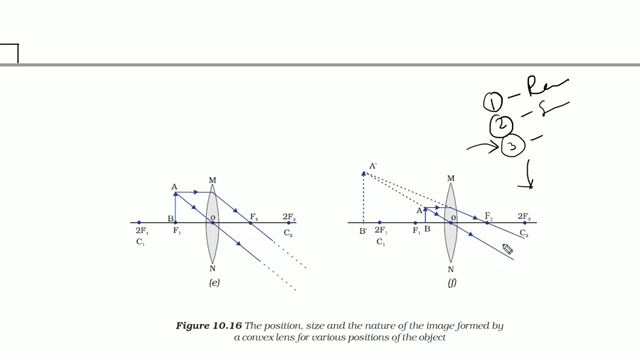 1 -
2 -
3 -
A
M
B
O
2F₁
F₁
F₂
2F₂
C₁
C₂
N
(e)
A'
M
A
B'
2F₁
F₁
B
O
F₂
2F₂
C₁
C₂
N
(f)
Figure 10.16 The position, size and the nature of the image formed by
a convex lens for various positions of the object